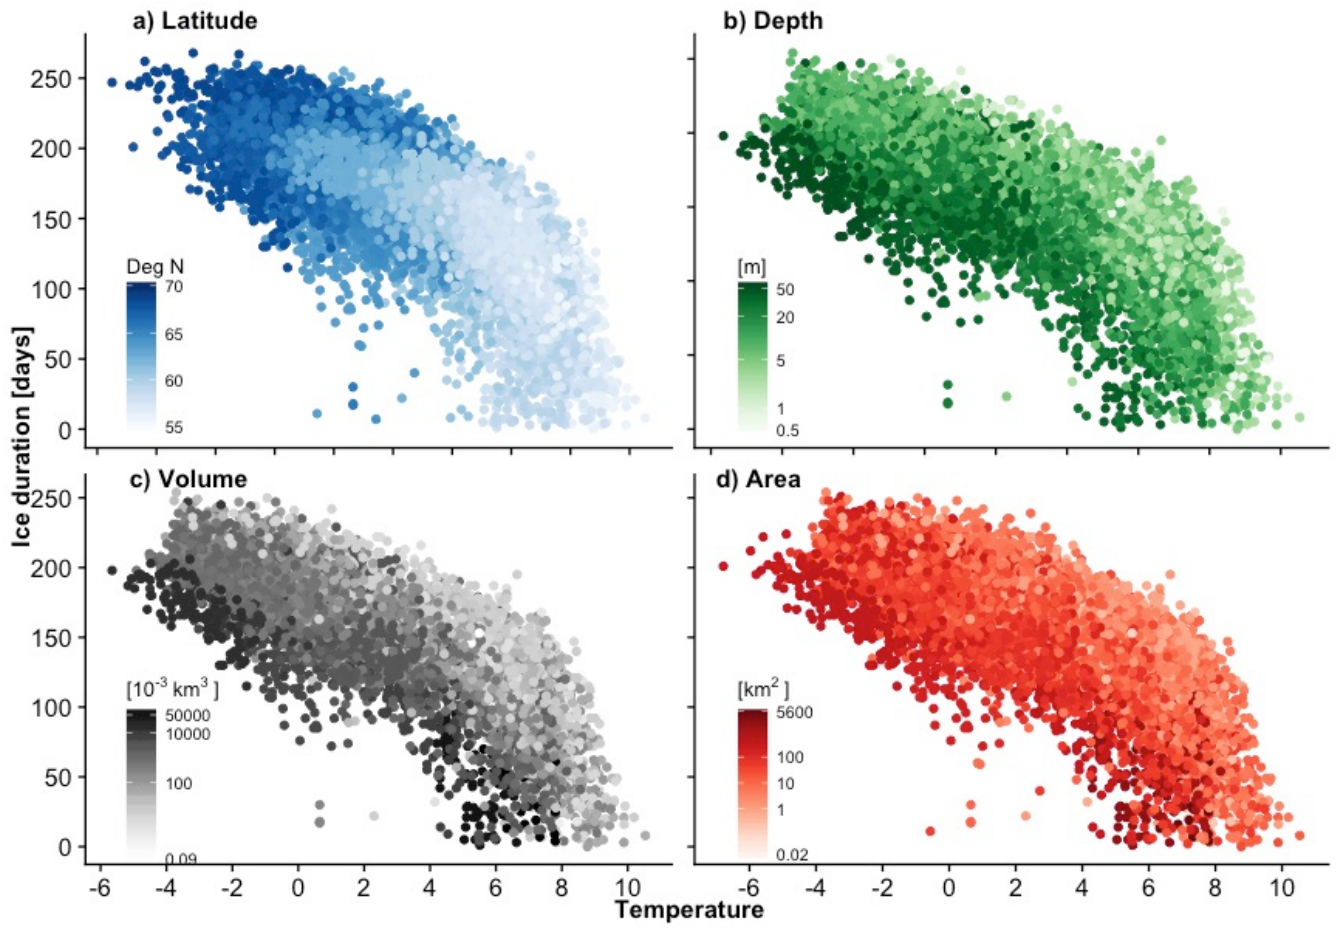 a) Latitude
b) Depth
250
200
150
100
50
0
Deg N
70
65
60
55
[m]
50
20
5
1
0.5
Ice duration [days]
c) Volume
d) Area
250
200
150
100
50
0
[10⁻³ km³ ]
50000
10000
100
0.09
[km² ]
5600
100
10
1
0.02
-6 -4 -2 0 2 4 6 8 10
-6 -4 -2 0 2 4 6 8 10
Temperature